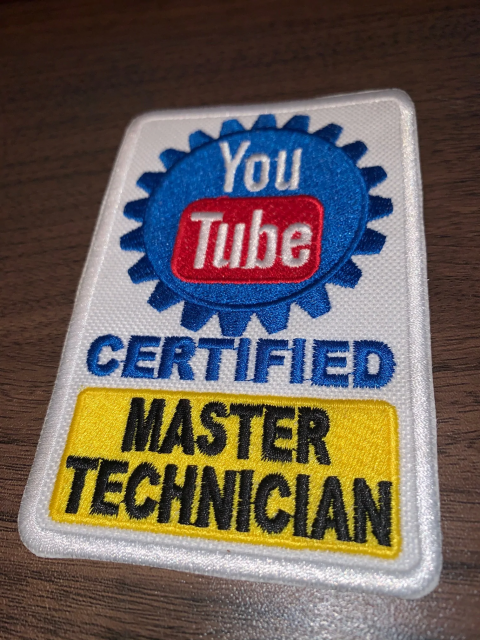 You
Tube
CERTIFIED
MASTER
TECHNICIAN